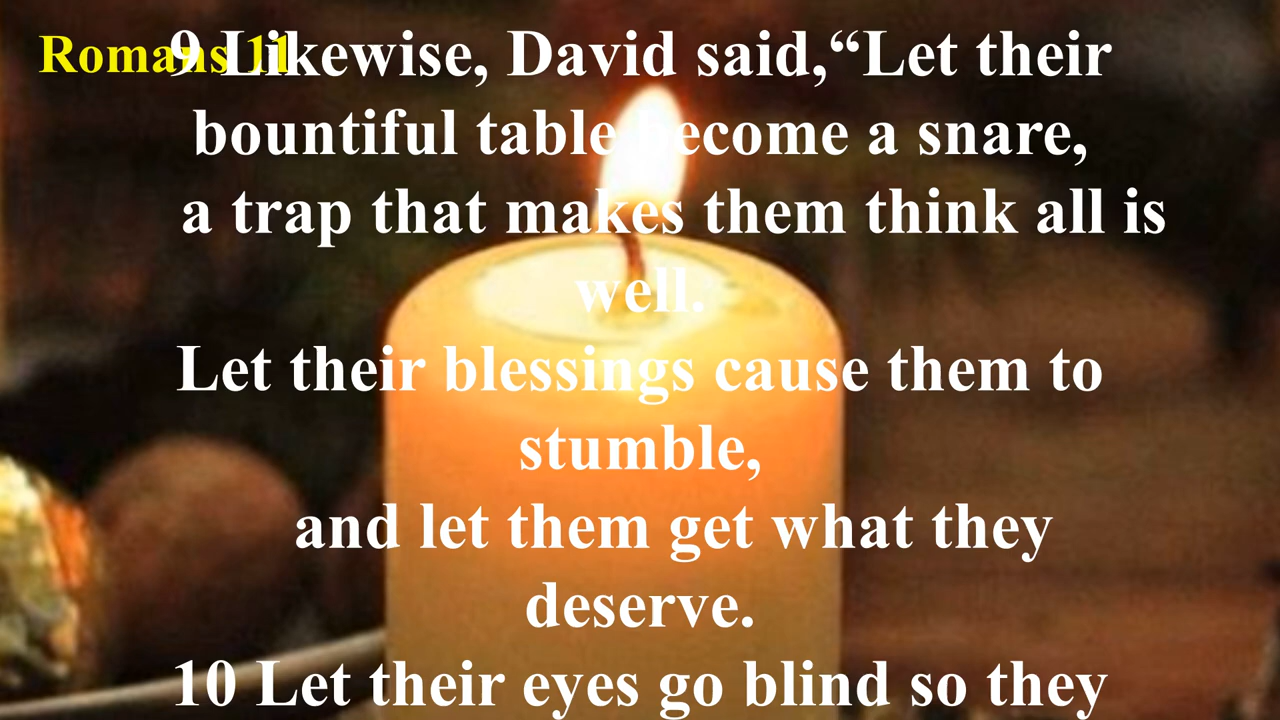 Romans 11
9 Likewise, David said,“Let their
bountiful table become a snare,
a trap that makes them think all is
well.
Let their blessings cause them to
stumble,
and let them get what they
deserve.
10 Let their eyes go blind so they